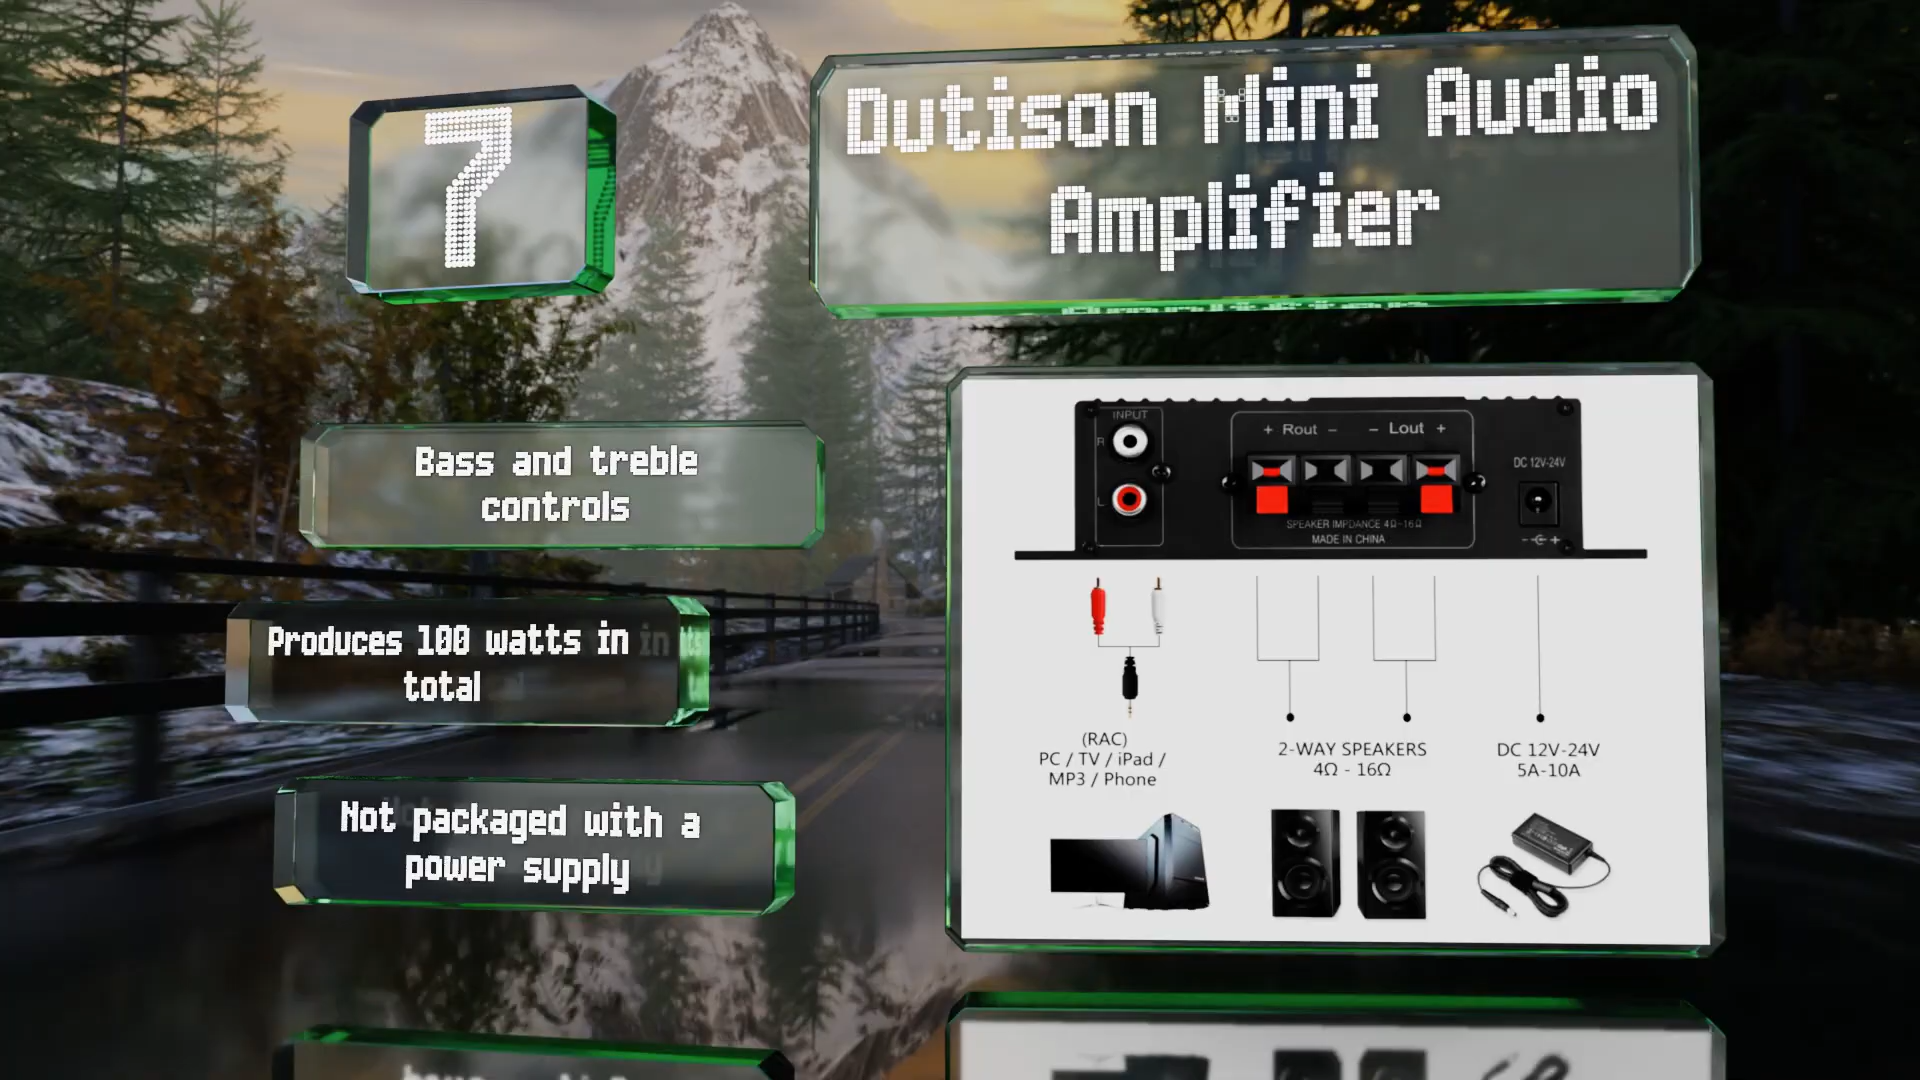 7
Dutison Mini Audio
Amplifier
Bass and treble
controls
Produces 100 watts in
total
Not packaged with a
power supply
INPUT
R
L
+ Rout -
- Lout +
SPEAKER IMPDANCE 4Ω-16Ω
MADE IN CHINA
DC 12V-24V
(RAC)
PC / TV / iPad /
MP3 / Phone
2-WAY SPEAKERS
4Ω - 16Ω
DC 12V-24V
5A-10A